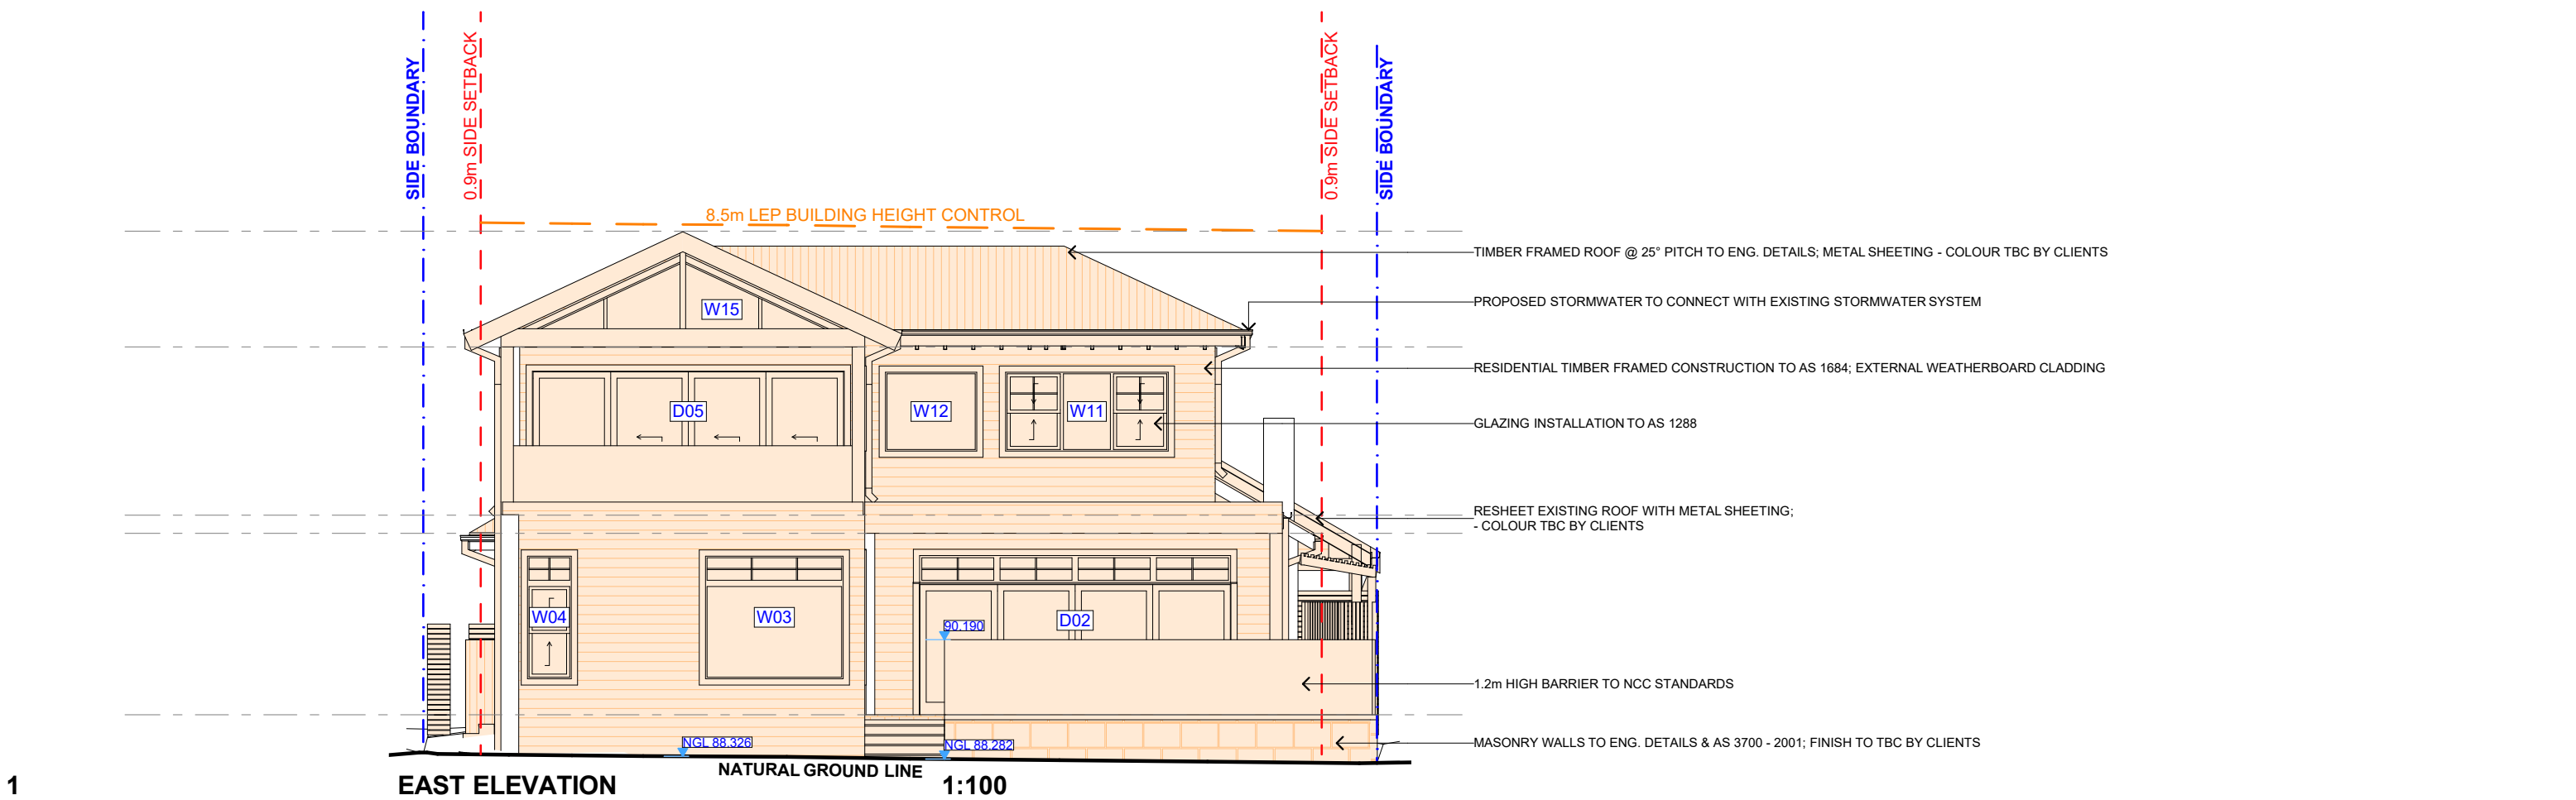 SIDE BOUNDARY
0.9m SIDE SETBACK
0.9m SIDE SETBACK
SIDE BOUNDARY
8.5m LEP BUILDING HEIGHT CONTROL
TIMBER FRAMED ROOF @ 25° PITCH TO ENG. DETAILS; METAL SHEETING - COLOUR TBC BY CLIENTS
PROPOSED STORMWATER TO CONNECT WITH EXISTING STORMWATER SYSTEM
W15
RESIDENTIAL TIMBER FRAMED CONSTRUCTION TO AS 1684; EXTERNAL WEATHERBOARD CLADDING
D05
W12
W11
GLAZING INSTALLATION TO AS 1288
RESHEET EXISTING ROOF WITH METAL SHEETING;
- COLOUR TBC BY CLIENTS
W04
W03
90.190
D02
1.2m HIGH BARRIER TO NCC STANDARDS
NGL 88.326
NGL 88.282
MASONRY WALLS TO ENG. DETAILS & AS 3700 - 2001; FINISH TO TBC BY CLIENTS
NATURAL GROUND LINE
1
EAST ELEVATION
1:100